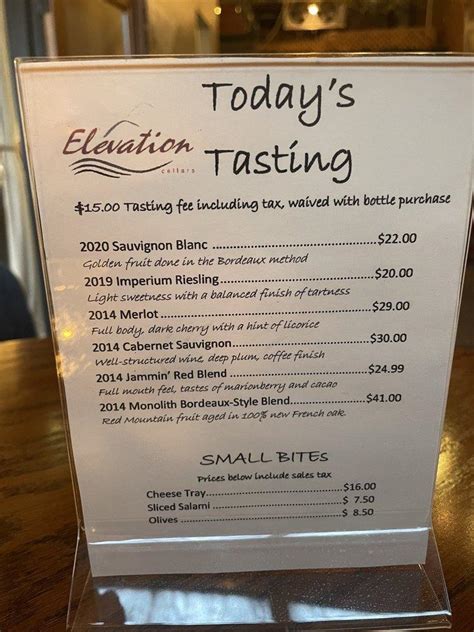 Today's
Elevation
cellars
Tasting
$15.00 Tasting fee including tax, waived with bottle purchase
2020 Sauvignon Blanc ................................$22.00
Golden fruit done in the Bordeaux method
2019 Imperium Riesling...............................$20.00
Light sweetness with a balanced finish of tartness
2014 Merlot................................................$29.00
Full body, dark cherry with a hint of licorice
2014 Cabernet Sauvignon............................$30.00
Well-structured wine, deep plum, coffee finish
2014 Jammin' Red Blend.............................$24.99
Full mouth feel, tastes of marionberry and cacao
2014 Monolith Bordeaux-Style Blend...............$41.00
Red Mountain fruit aged in 100% new French oak.
SMALL BITES
Prices below include sales tax
Cheese Tray........................................$16.00
Sliced Salami.......................................$ 7.50
Olives ................................................$ 8.50